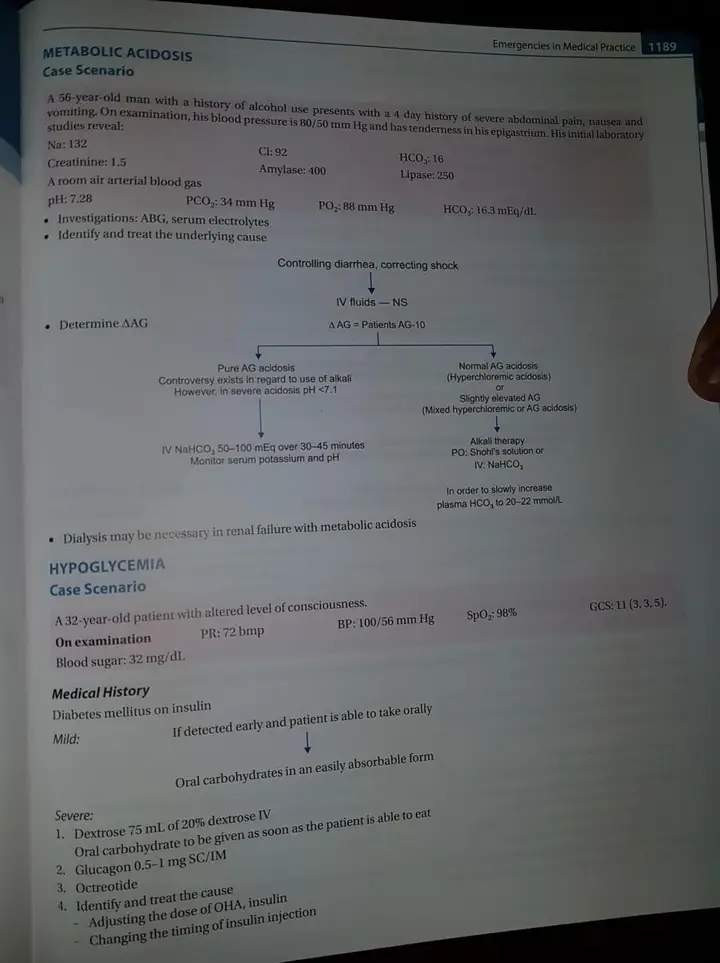 Emergencies in Medical Practice 1189
METABOLIC ACIDOSIS
Case Scenario
A 56-year-old man with a history of alcohol use presents with a 4 day history of severe abdominal pain, nausea and
vomiting. On examination, his blood pressure is 80/50 mm Hg and has tenderness in his epigastrium. His initial laboratory
studies reveal:
Na: 132 Cl: 92 HCO₃: 16
Creatinine: 1.5 Amylase: 400 Lipase: 250
A room air arterial blood gas
pH: 7.28 PCO₂: 34 mm Hg PO₂: 88 mm Hg HCO₃: 16.3 mEq/dL
• Investigations: ABG, serum electrolytes
• Identify and treat the underlying cause
Controlling diarrhea, correcting shock
IV fluids — NS
• Determine ΔAG
Δ AG = Patients AG-10
Pure AG acidosis
Controversy exists in regard to use of alkali
However, in severe acidosis pH <7.1
IV NaHCO₃ 50–100 mEq over 30–45 minutes
Monitor serum potassium and pH
Normal AG acidosis
(Hyperchloremic acidosis)
or
Slightly elevated AG
(Mixed hyperchloremic or AG acidosis)
Alkali therapy
PO: Shohl's solution or
IV: NaHCO₃
In order to slowly increase
plasma HCO₃ to 20–22 mmol/L
• Dialysis may be necessary in renal failure with metabolic acidosis
HYPOGLYCEMIA
Case Scenario
A 32-year-old patient with altered level of consciousness.
On examination PR: 72 bmp BP: 100/56 mm Hg SpO₂: 98% GCS: 11 (3, 3, 5).
Blood sugar: 32 mg/dL
Medical History
Diabetes mellitus on insulin
Mild: If detected early and patient is able to take orally
Oral carbohydrates in an easily absorbable form
Severe:
1. Dextrose 75 mL of 20% dextrose IV
Oral carbohydrate to be given as soon as the patient is able to eat
2. Glucagon 0.5–1 mg SC/IM
3. Octreotide
4. Identify and treat the cause
- Adjusting the dose of OHA, insulin
- Changing the timing of insulin injection